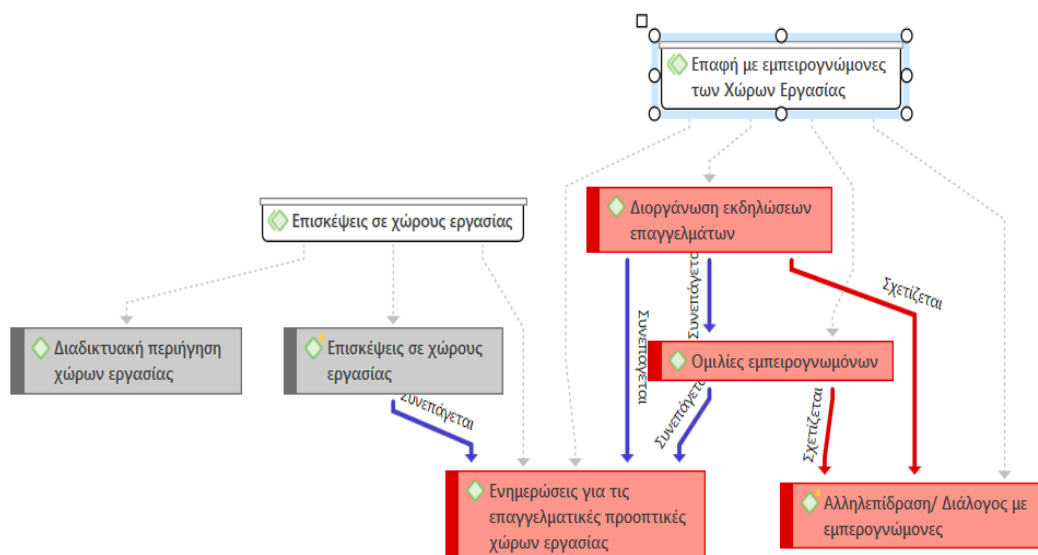 Επαφή με εμπειρογνώμονες
των Χώρων Εργασίας
Διοργάνωση εκδηλώσεων
επαγγελμάτων
Επισκέψεις σε χώρους εργασίας
Συνεπάγεται
Σχετίζεται
Συνεπάγεται
Διαδικτυακή περιήγηση
χώρων εργασίας
Επισκέψεις σε χώρους
εργασίας
Ομιλίες εμπειρογνωμόνων
Συνεπάγεται
Συνεπάγεται
Σχετίζεται
Ενημερώσεις για τις
επαγγελματικές προοπτικές
χώρων εργασίας
Αλληλεπίδραση/ Διάλογος με
εμπερογνώμονες